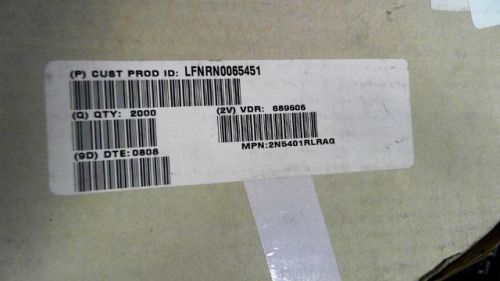 (P) CUST PROD ID: LFNRN0065451
(Q) QTY: 2000
(2V) VDR: 689606
MPN:2N5401RLRAG
(9D) DTE:0808